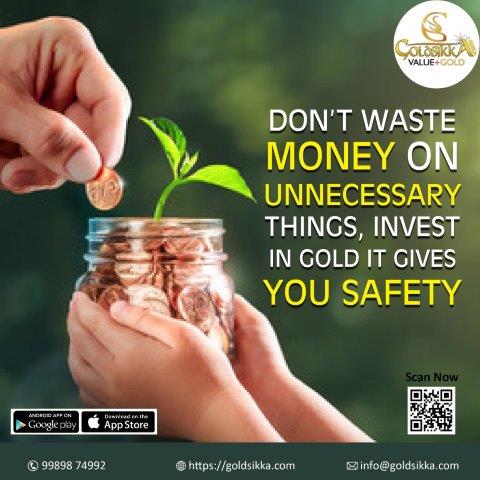 GOLDSIKKA
VALUE+GOLD
DON'T WASTE
MONEY ON
UNNECESSARY
THINGS, INVEST
IN GOLD IT GIVES
YOU SAFETY
Scan Now
ANDROID APP ON
Google play
Download on the
App Store
99898 74992
https://goldsikka.com
info@goldsikka.com